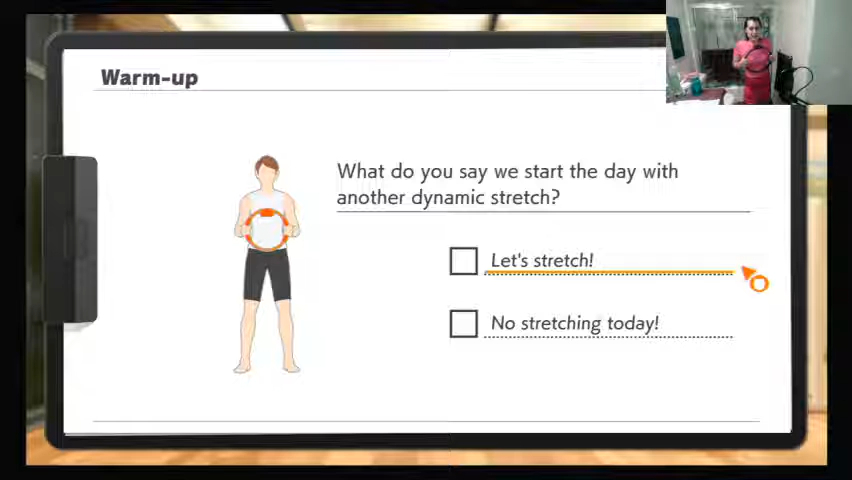 Warm-up
What do you say we start the day with
another dynamic stretch?
Let's stretch!
No stretching today!